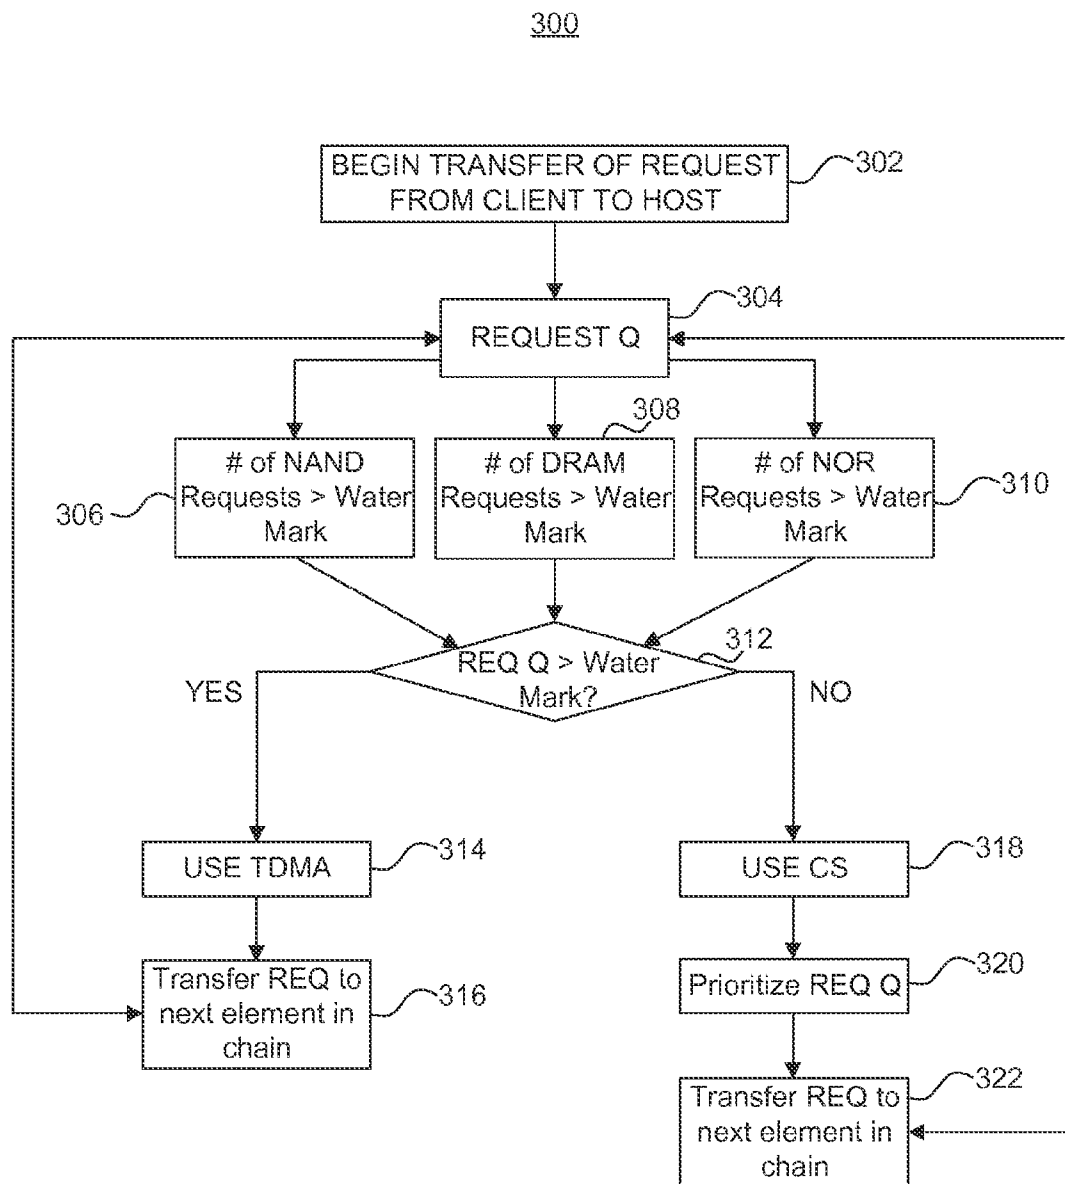 300
BEGIN TRANSFER OF REQUEST
FROM CLIENT TO HOST
302
304
REQUEST Q
308
# of NAND
Requests > Water
Mark
306
# of DRAM
Requests > Water
Mark
# of NOR
Requests > Water
Mark
310
312
REQ Q > Water
Mark?
YES
NO
USE TDMA
314
USE CS
318
Transfer REQ to
next element in
chain
316
Prioritize REQ Q
320
Transfer REQ to
next element in
chain
322